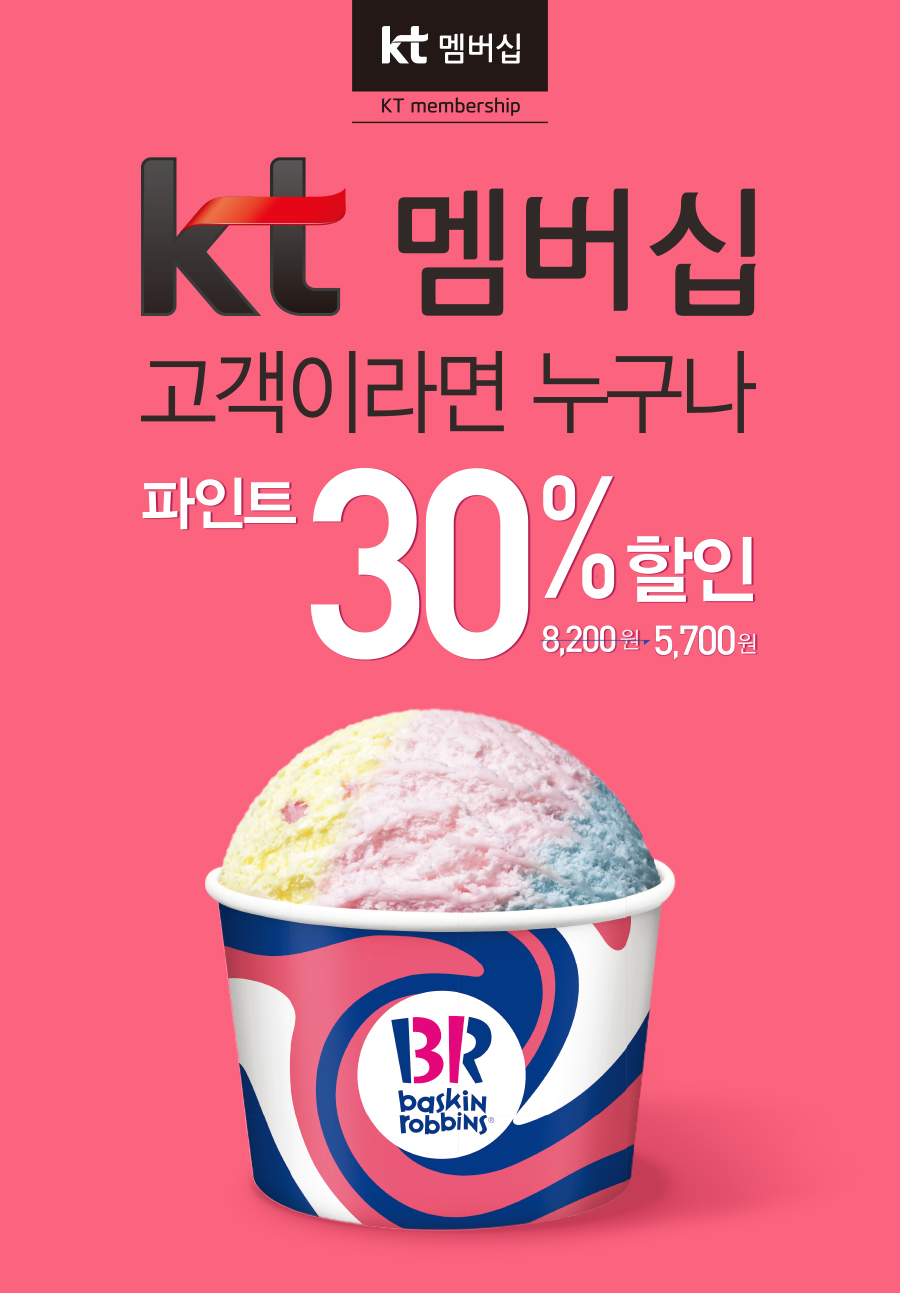 kt 멤버십
KT membership
kt 멤버십
고객이라면 누구나
파인트 30% 할인
8,200원 5,700원
BR
baskin
robbins®